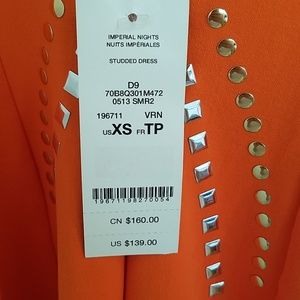 IMPERIAL NIGHTS
NUITS IMPÉRIALES
STUDDED DRESS
D9
70B8Q301M472
0513 SMR2
196711 VRN
US XS FR TP
19671198270054
CN $160.00
US $139.00